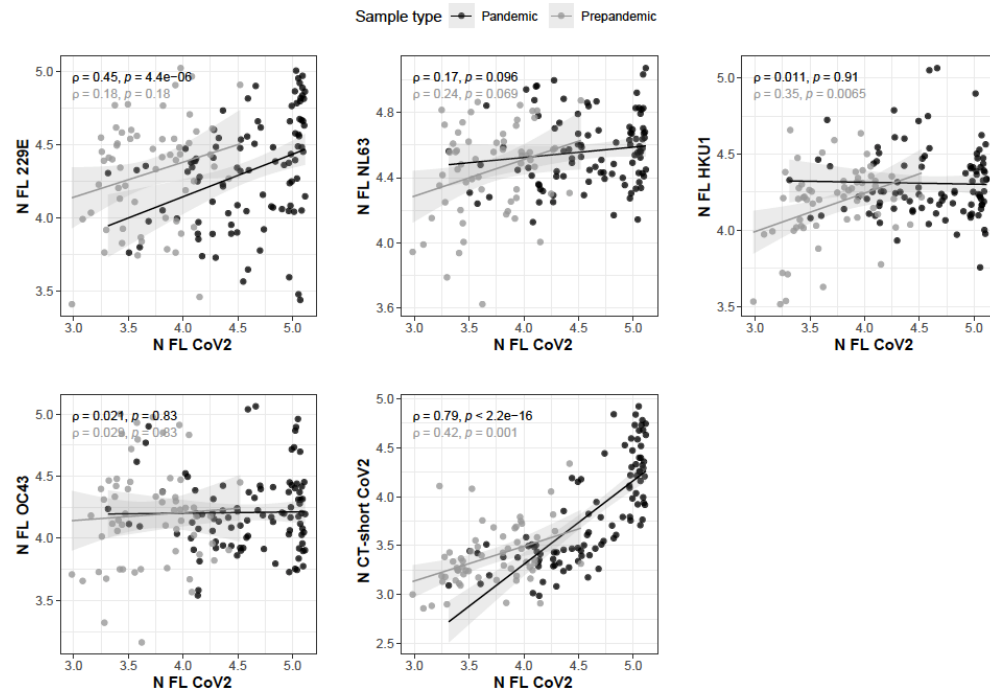 Sample type Pandemic Prepandemic
ρ = 0.45, p = 4.4e-06
ρ = 0.18, p = 0.18
N FL 229E
5.0
4.5
4.0
3.5
3.0 3.5 4.0 4.5 5.0
N FL CoV2
ρ = 0.17, p = 0.096
ρ = 0.24, p = 0.069
N FL NL63
4.8
4.4
4.0
3.6
3.0 3.5 4.0 4.5 5.0
N FL CoV2
ρ = 0.011, p = 0.91
ρ = 0.35, p = 0.0065
N FL HKU1
5.0
4.5
4.0
3.5
3.0 3.5 4.0 4.5 5.0
N FL CoV2
ρ = 0.021, p = 0.83
ρ = 0.029, p = 0.83
N FL OC43
5.0
4.5
4.0
3.5
3.0 3.5 4.0 4.5 5.0
N FL CoV2
ρ = 0.79, p < 2.2e-16
ρ = 0.42, p = 0.001
N CT-short CoV2
5.0
4.5
4.0
3.5
3.0
2.5
3.0 3.5 4.0 4.5 5.0
N FL CoV2